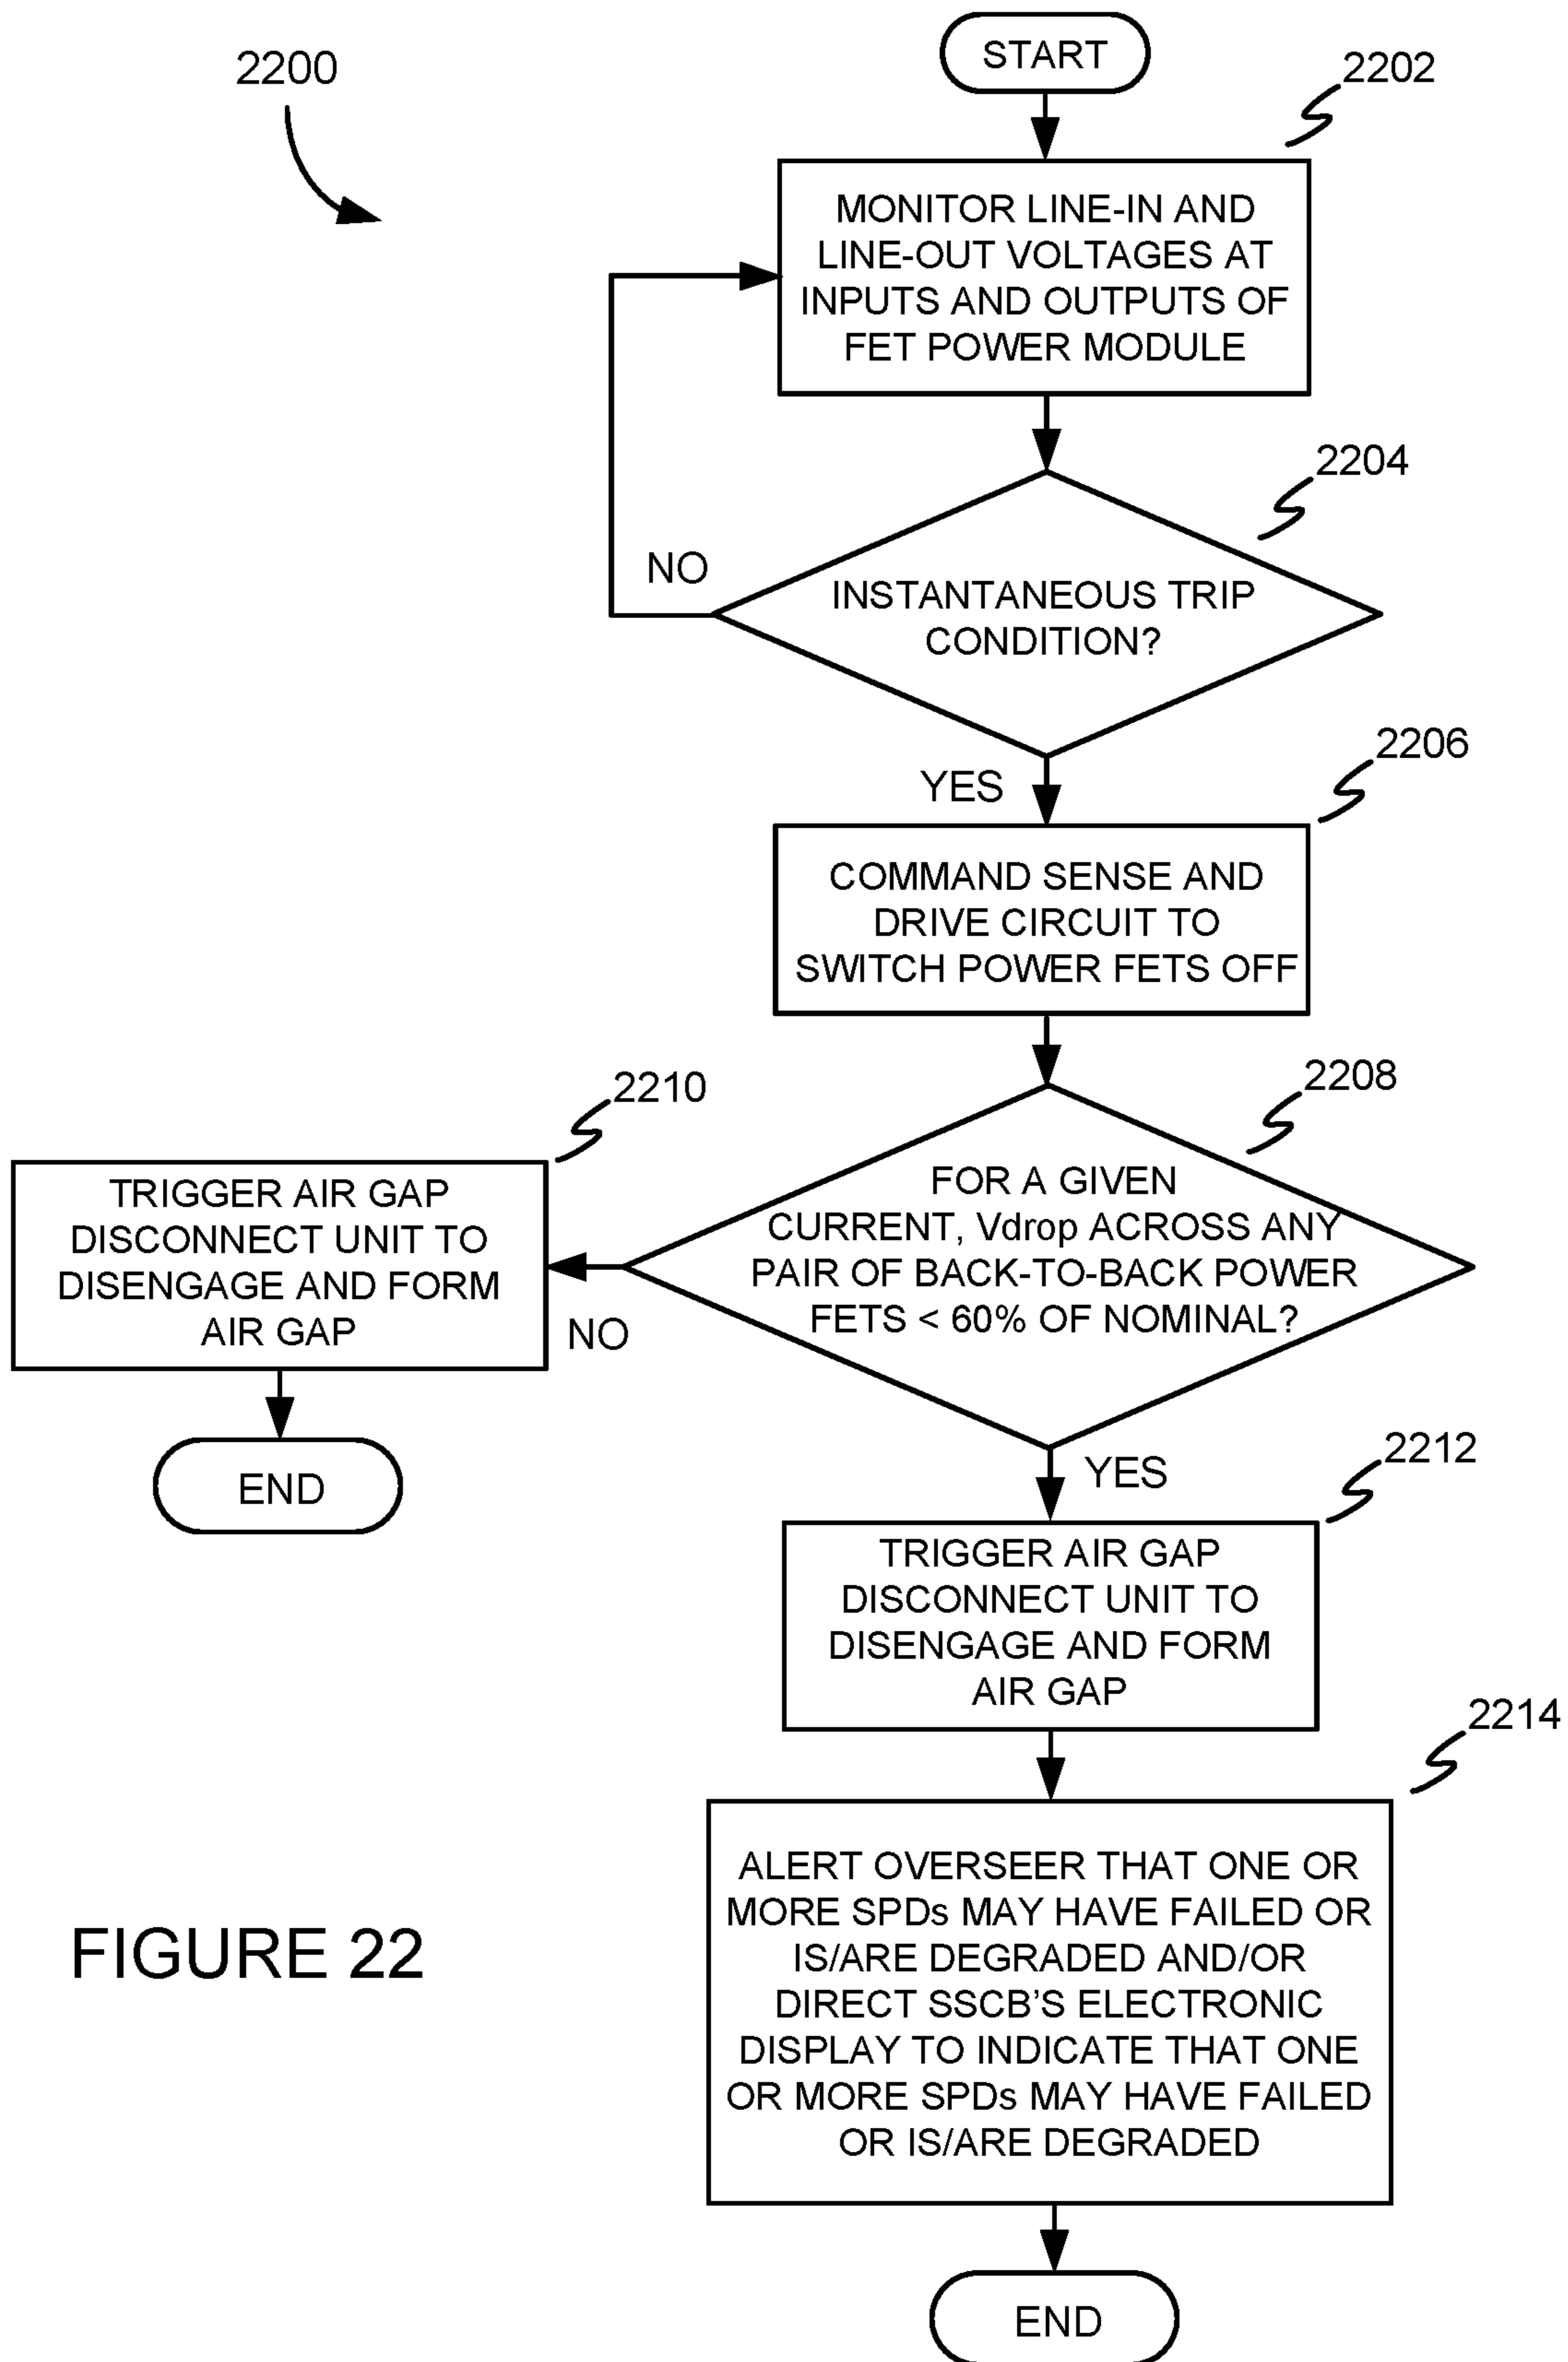 START
2200
2202
MONITOR LINE-IN AND
LINE-OUT VOLTAGES AT
INPUTS AND OUTPUTS OF
FET POWER MODULE
2204
NO
INSTANTANEOUS TRIP
CONDITION?
2206
YES
COMMAND SENSE AND
DRIVE CIRCUIT TO
SWITCH POWER FETS OFF
2208
2210
FOR A GIVEN
CURRENT, Vdrop ACROSS ANY
PAIR OF BACK-TO-BACK POWER
FETS < 60% OF NOMINAL?
NO
TRIGGER AIR GAP
DISCONNECT UNIT TO
DISENGAGE AND FORM
AIR GAP
END
2212
YES
TRIGGER AIR GAP
DISCONNECT UNIT TO
DISENGAGE AND FORM
AIR GAP
2214
ALERT OVERSEER THAT ONE OR
MORE SPDs MAY HAVE FAILED OR
IS/ARE DEGRADED AND/OR
DIRECT SSCB'S ELECTRONIC
DISPLAY TO INDICATE THAT ONE
OR MORE SPDs MAY HAVE FAILED
OR IS/ARE DEGRADED
FIGURE 22
END